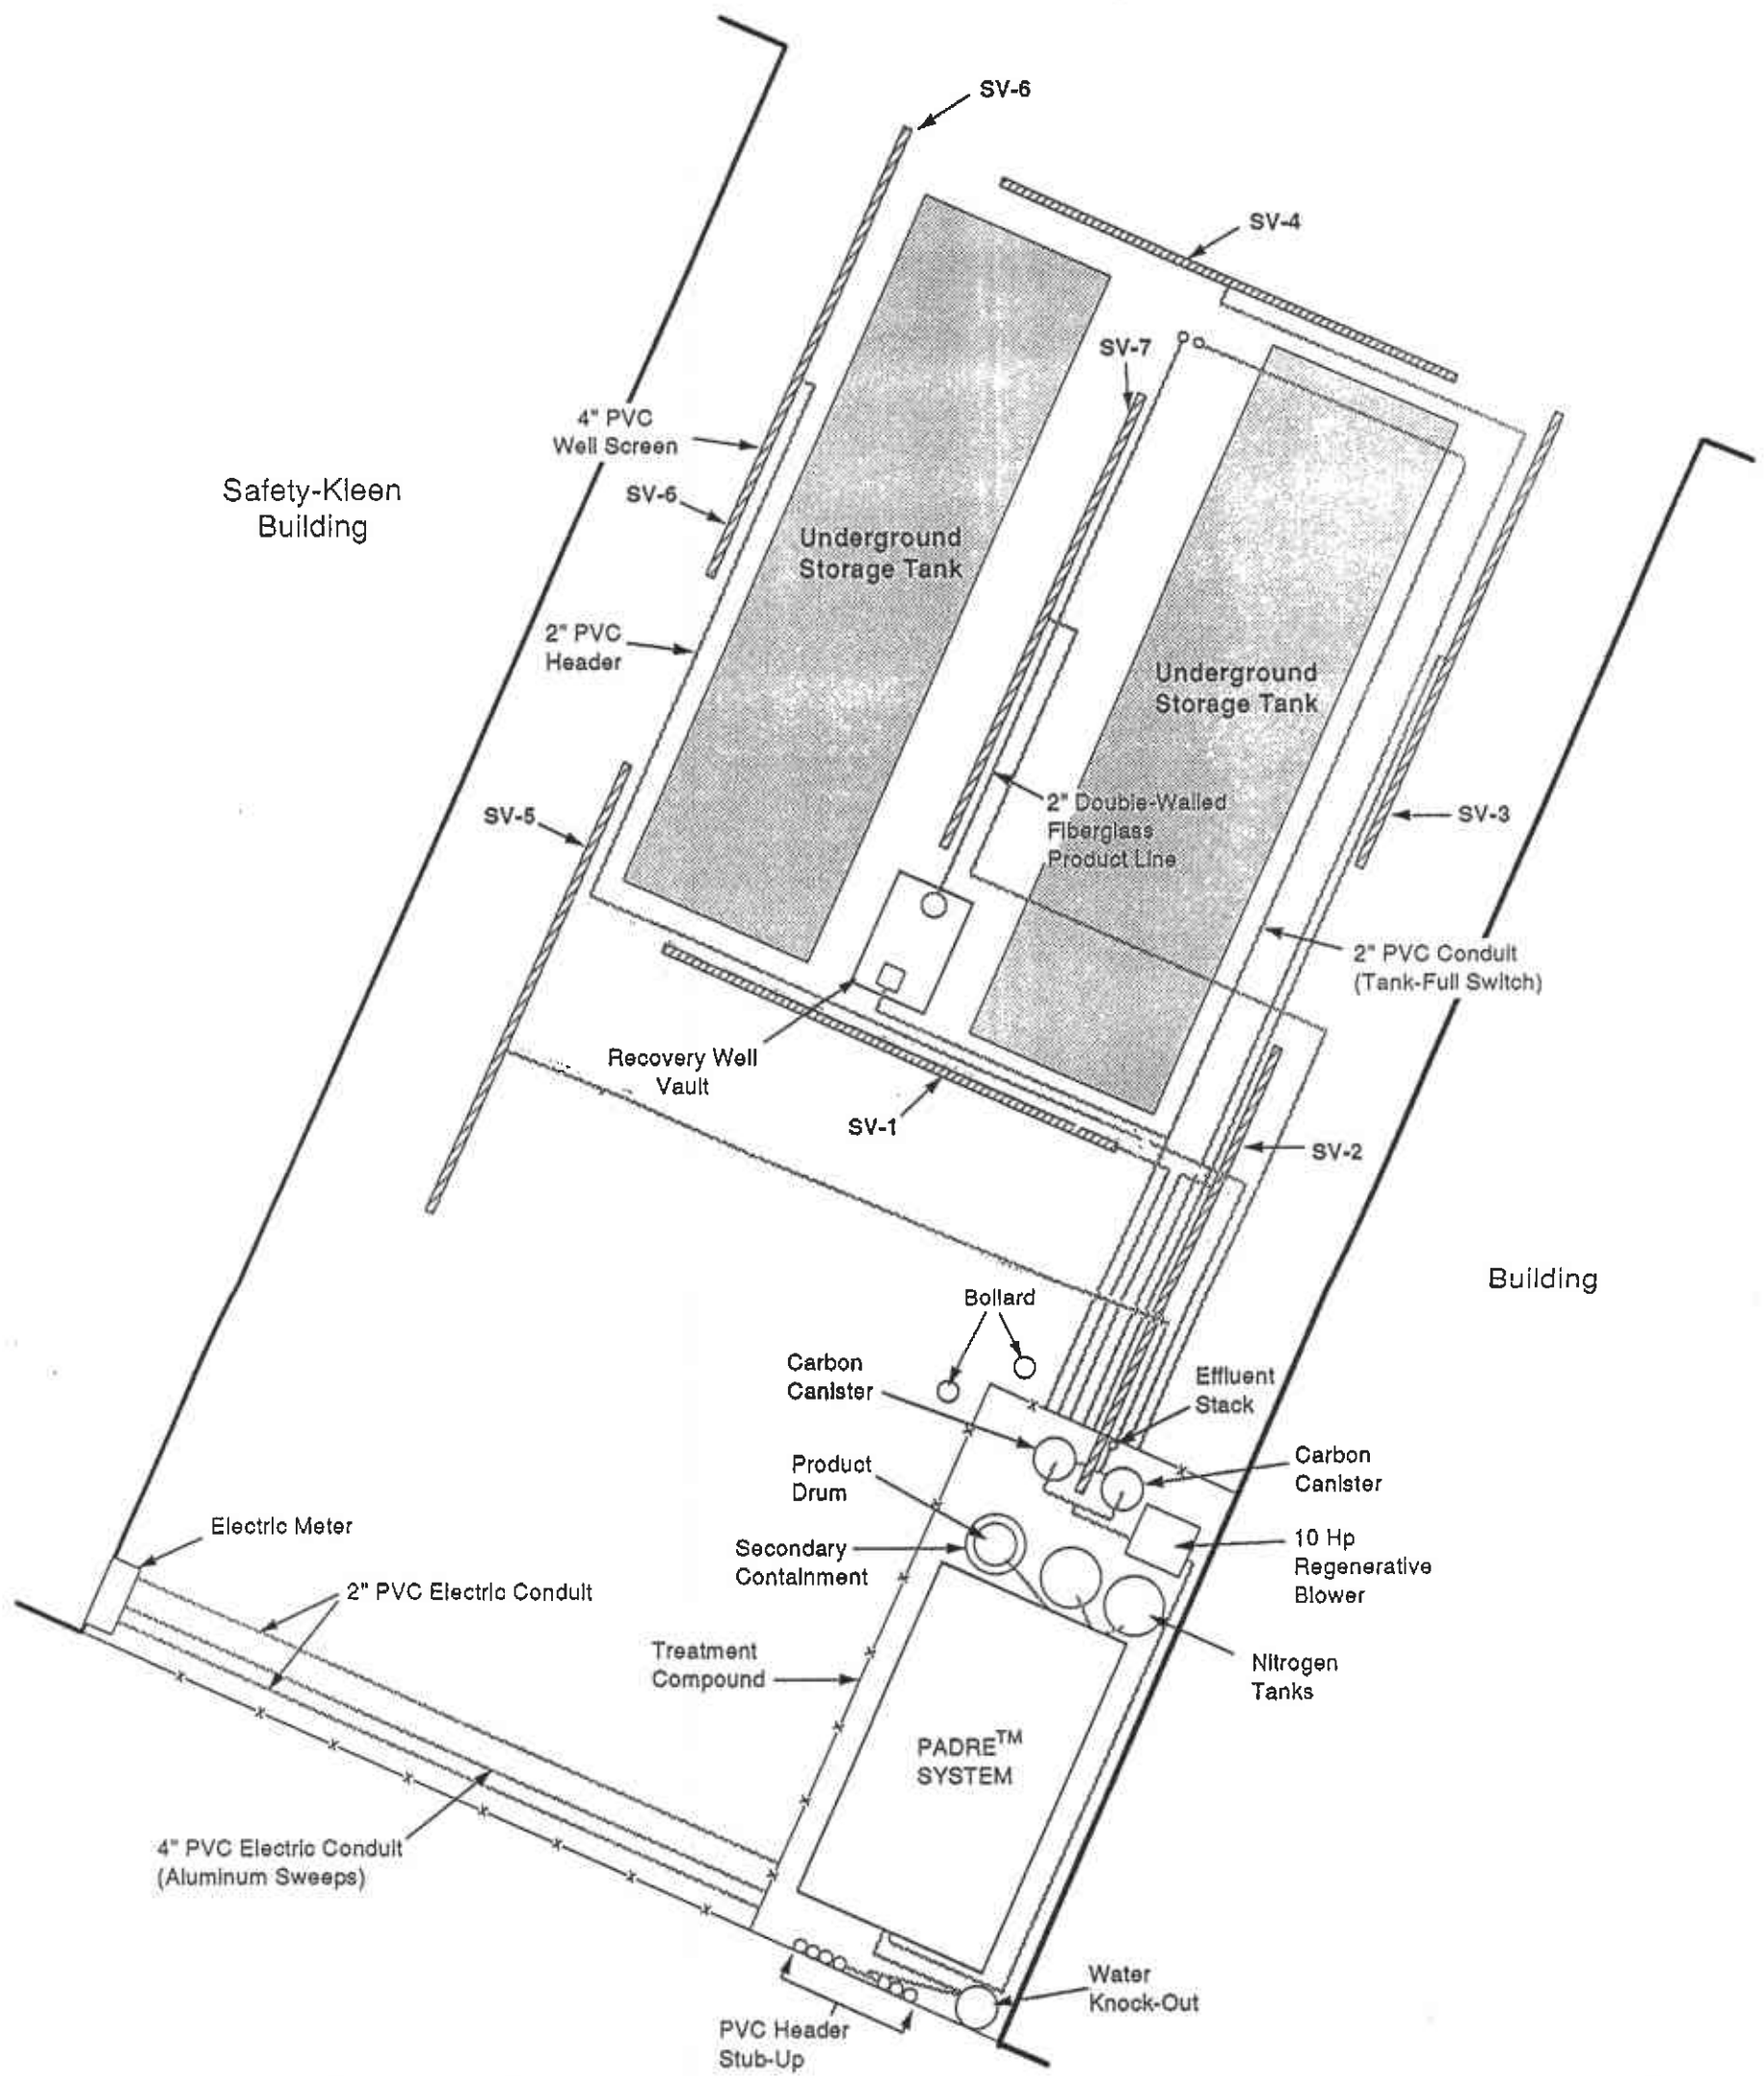 SV-6
SV-4
SV-7
4" PVC
Well Screen
SV-6
Safety-Kleen
Building
Underground
Storage Tank
2" PVC
Header
Underground
Storage Tank
SV-5
2" Double-Walled
Fiberglass
Product Line
SV-3
2" PVC Conduit
(Tank-Full Switch)
Recovery Well
Vault
SV-1
SV-2
Building
Bollard
Carbon
Canister
Effluent
Stack
Product
Drum
Carbon
Canister
Electric Meter
Secondary
Containment
10 Hp
Regenerative
Blower
2" PVC Electric Conduit
Treatment
Compound
Nitrogen
Tanks
PADRE™
SYSTEM
4" PVC Electric Conduit
(Aluminum Sweeps)
Water
Knock-Out
PVC Header
Stub-Up